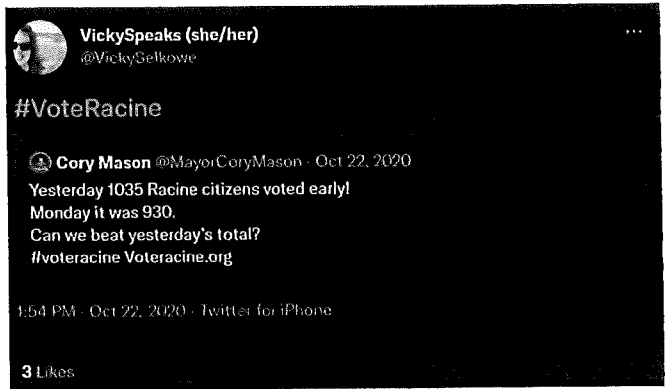 VickySpeaks (she/her)
@VickySelkowe
#VoteRacine
Cory Mason @MayorCoryMason · Oct 22, 2020
Yesterday 1035 Racine citizens voted early!
Monday it was 930.
Can we beat yesterday's total?
#voteracine Voteracine.org
1:54 PM · Oct 22, 2020 · Twitter for iPhone
3 Likes